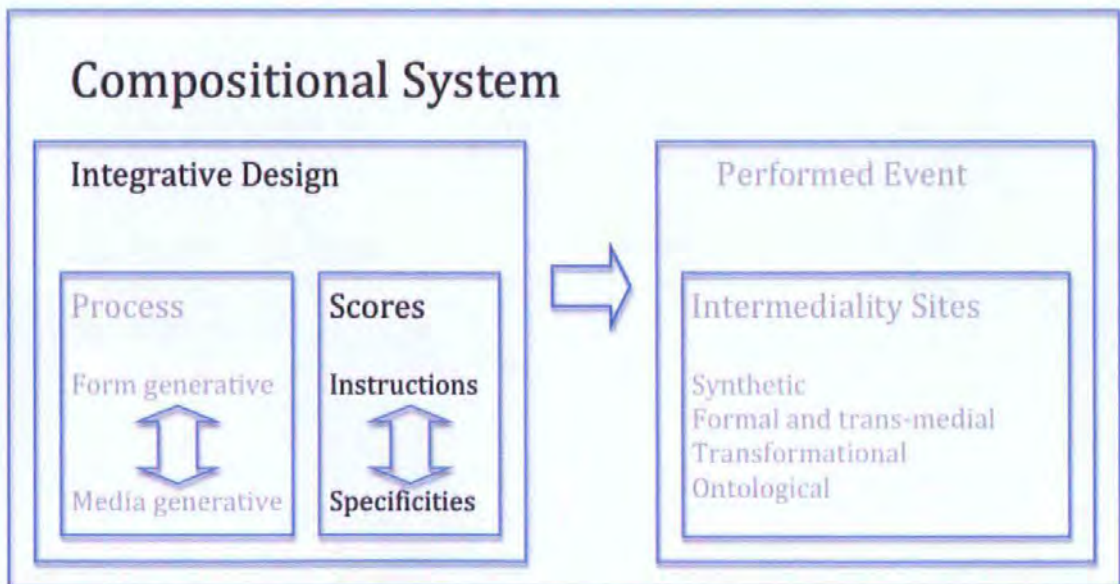 Compositional System
Integrative Design
Process
Form generative
Media generative
Scores
Instructions
Specificities
Performed Event
Intermediality Sites
Synthetic
Formal and trans-medial
Transformational
Ontological